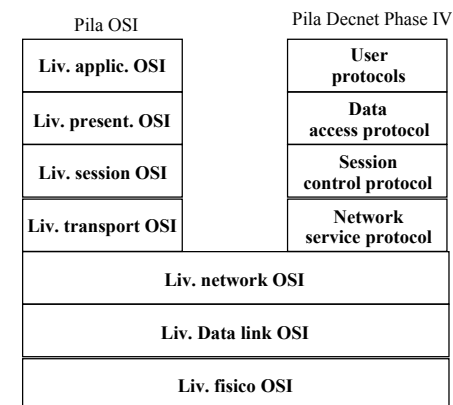 Pila OSI
Pila Decnet Phase IV
Liv. applic. OSI
User
protocols
Liv. present. OSI
Data
access protocol
Liv. session OSI
Session
control protocol
Liv. transport OSI
Network
service protocol
Liv. network OSI
Liv. Data link OSI
Liv. fisico OSI